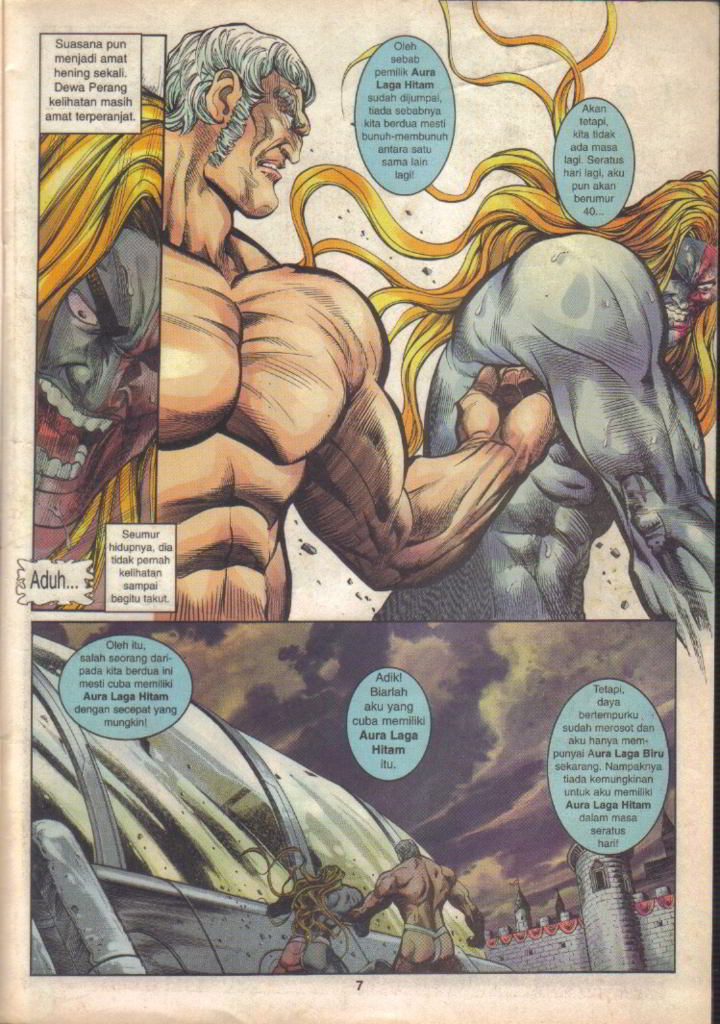 Suasana pun
menjadi amat
hening sekali.
Dewa Perang
kelihatan masih
amat terperanjat.
Oleh
sebab
pemilik Aura
Laga Hitam
sudah dijumpai,
tiada sebabnya
kita berdua mesti
bunuh-membunuh
antara satu
sama lain
lagi!
Akan
tetapi,
kita tidak
ada masa
lagi. Seratus
hari lagi, aku
pun akan
berumur
40...
Seumur
hidupnya, dia
tidak pernah
kelihatan
sampai
begitu takut.
Aduh...
Oleh itu,
salah seorang dari-
pada kita berdua ini
mesti cuba memiliki
Aura Laga Hitam
dengan secepat yang
mungkin!
Adik!
Biarlah
aku yang
cuba memiliki
Aura Laga
Hitam
itu.
Tetapi,
daya
bertempurku
sudah merosot dan
aku hanya mem-
punyai Aura Laga Biru
sekarang. Nampaknya
tiada kemungkinan
untuk aku memiliki
Aura Laga Hitam
dalam masa
seratus
hari!
7